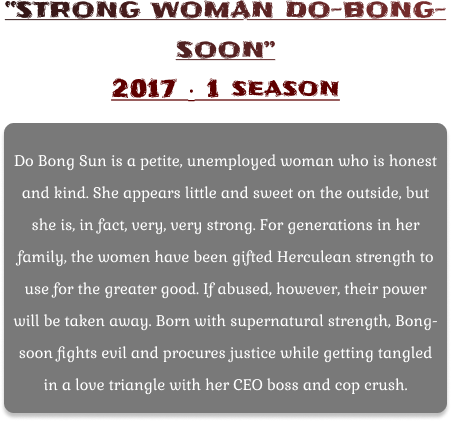 "STRONG WOMAN DO-BONG-
SOON"
2017 · 1 SEASON
Do Bong Sun is a petite, unemployed woman who is honest
and kind. She appears little and sweet on the outside, but
she is, in fact, very, very strong. For generations in her
family, the women have been gifted Herculean strength to
use for the greater good. If abused, however, their power
will be taken away. Born with supernatural strength, Bong-
soon fights evil and procures justice while getting tangled
in a love triangle with her CEO boss and cop crush.